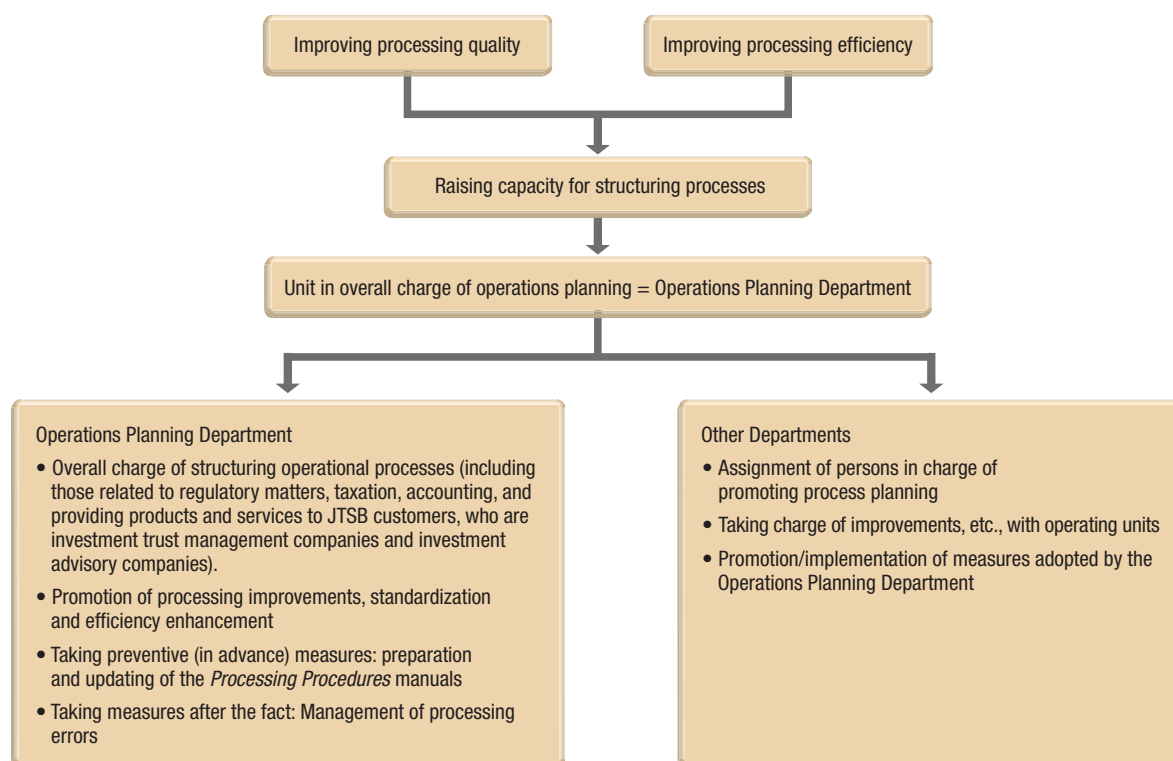 Improving processing quality
Improving processing efficiency
Raising capacity for structuring processes
Unit in overall charge of operations planning = Operations Planning Department
Operations Planning Department
• Overall charge of structuring operational processes (including
those related to regulatory matters, taxation, accounting, and
providing products and services to JTSB customers, who are
investment trust management companies and investment
advisory companies).
• Promotion of processing improvements, standardization
and efficiency enhancement
• Taking preventive (in advance) measures: preparation
and updating of the Processing Procedures manuals
• Taking measures after the fact: Management of processing
errors
Other Departments
• Assignment of persons in charge of
promoting process planning
• Taking charge of improvements, etc., with operating units
• Promotion/implementation of measures adopted by the
Operations Planning Department